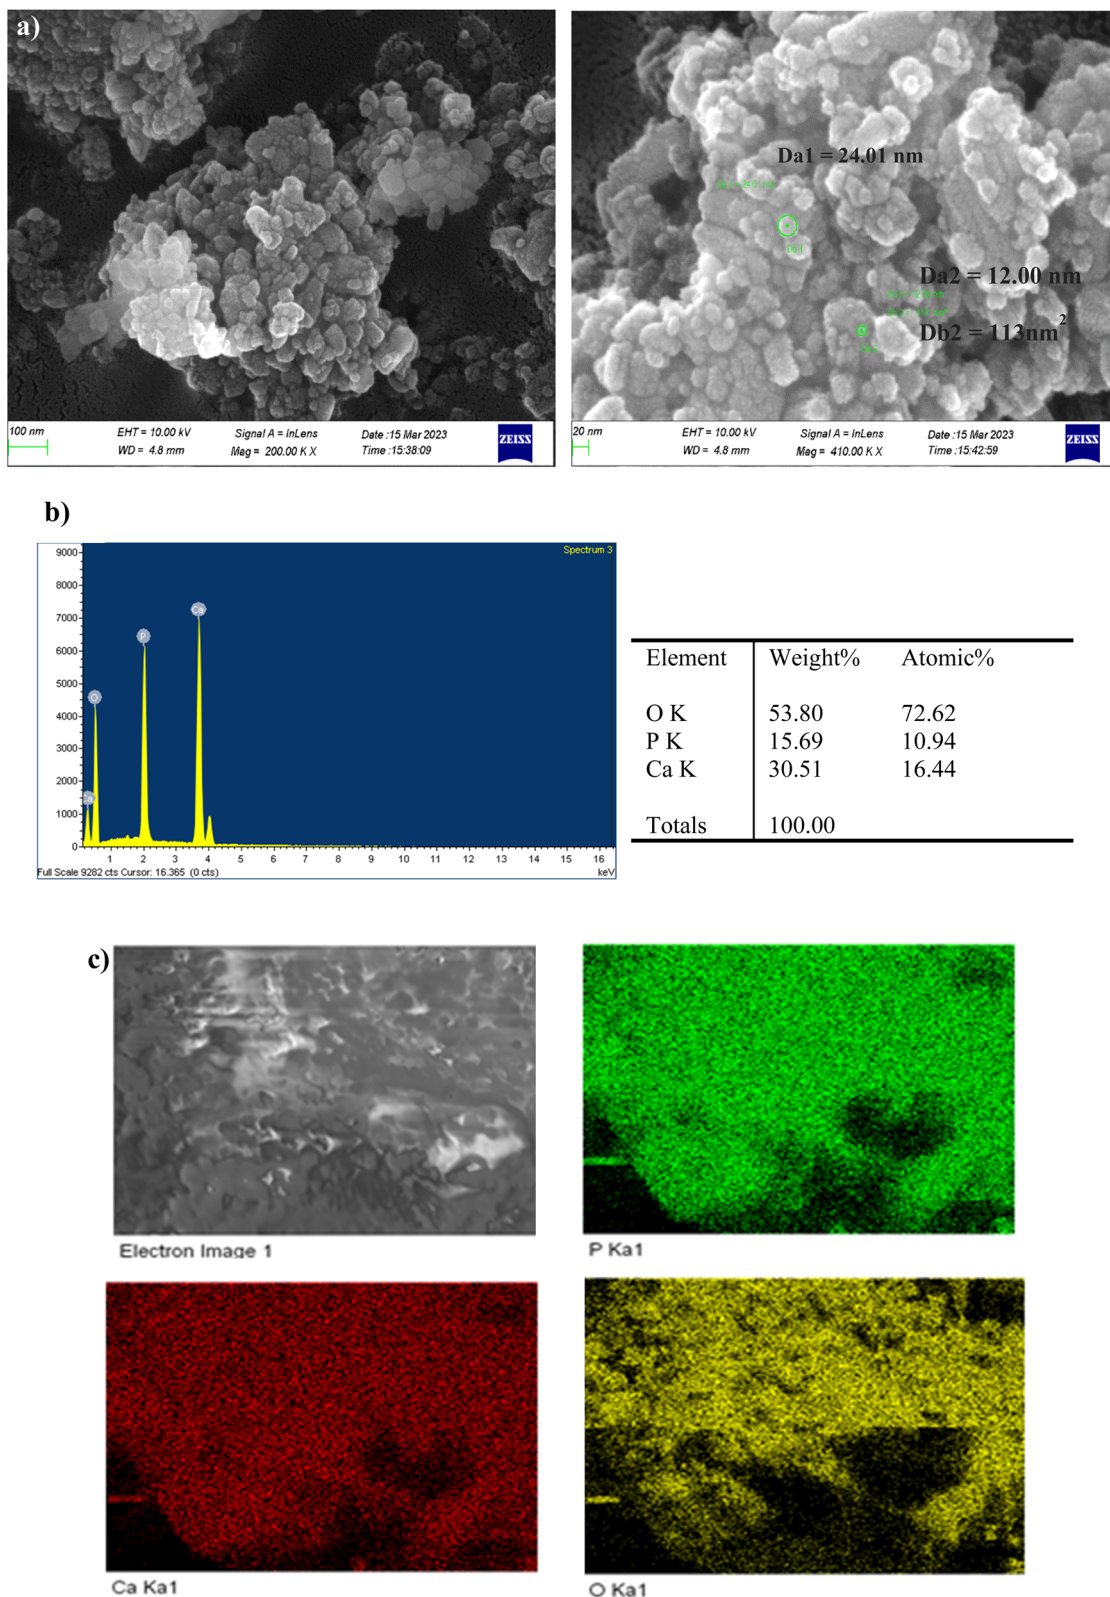 a)
Da1 = 24.01 nm
Da2 = 12.00 nm
Db2 = 113nm²
100 nm
EHT = 10.00 kV
Signal A = InLens
Date :15 Mar 2023
WD = 4.8 mm
Mag = 200.00 K X
Time :15:38:09
ZEISS
20 nm
EHT = 10.00 kV
Signal A = InLens
Date :15 Mar 2023
WD = 4.8 mm
Mag = 410.00 K X
Time :15:42:59
ZEISS
b)
Spectrum 3
9000
8000
7000
6000
5000
4000
3000
2000
1000
0
Ca
O
P
Ca
1 2 3 4 5 6 7 8 9 10 11 12 13 14 15 16
Full Scale 9282 cts Cursor: 16.365 (0 cts)
keV
Element Weight% Atomic%
O K 53.80 72.62
P K 15.69 10.94
Ca K 30.51 16.44
Totals 100.00
c)
Electron Image 1
P Ka1
Ca Ka1
O Ka1